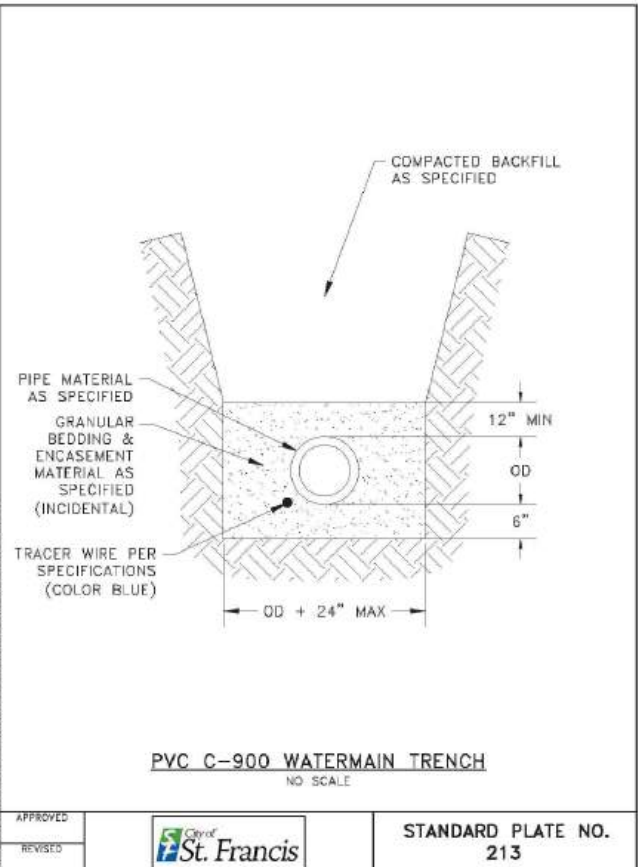 COMPACTED BACKFILL
AS SPECIFIED
PIPE MATERIAL
AS SPECIFIED
GRANULAR
BEDDING &
ENCASEMENT
MATERIAL AS
SPECIFIED
(INCIDENTAL)
TRACER WIRE PER
SPECIFICATIONS
(COLOR BLUE)
12" MIN
OD
6"
OD + 24" MAX
PVC C-900 WATERMAIN TRENCH
NO SCALE
APPROVED
REVISED
City of
St. Francis
STANDARD PLATE NO.
213